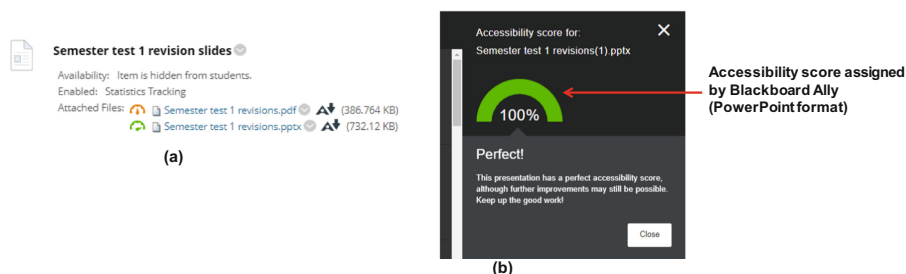 Semester test 1 revision slides
Availability: Item is hidden from students.
Enabled: Statistics Tracking
Attached Files: Semester test 1 revisions.pdf (386.764 KB)
Semester test 1 revisions.pptx (732.12 KB)
(a)
Accessibility score for:
Semester test 1 revisions(1).pptx
100%
Perfect!
This presentation has a perfect accessibility score,
although further improvements may still be possible.
Keep up the good work!
Close
(b)
Accessibility score assigned
by Blackboard Ally
(PowerPoint format)